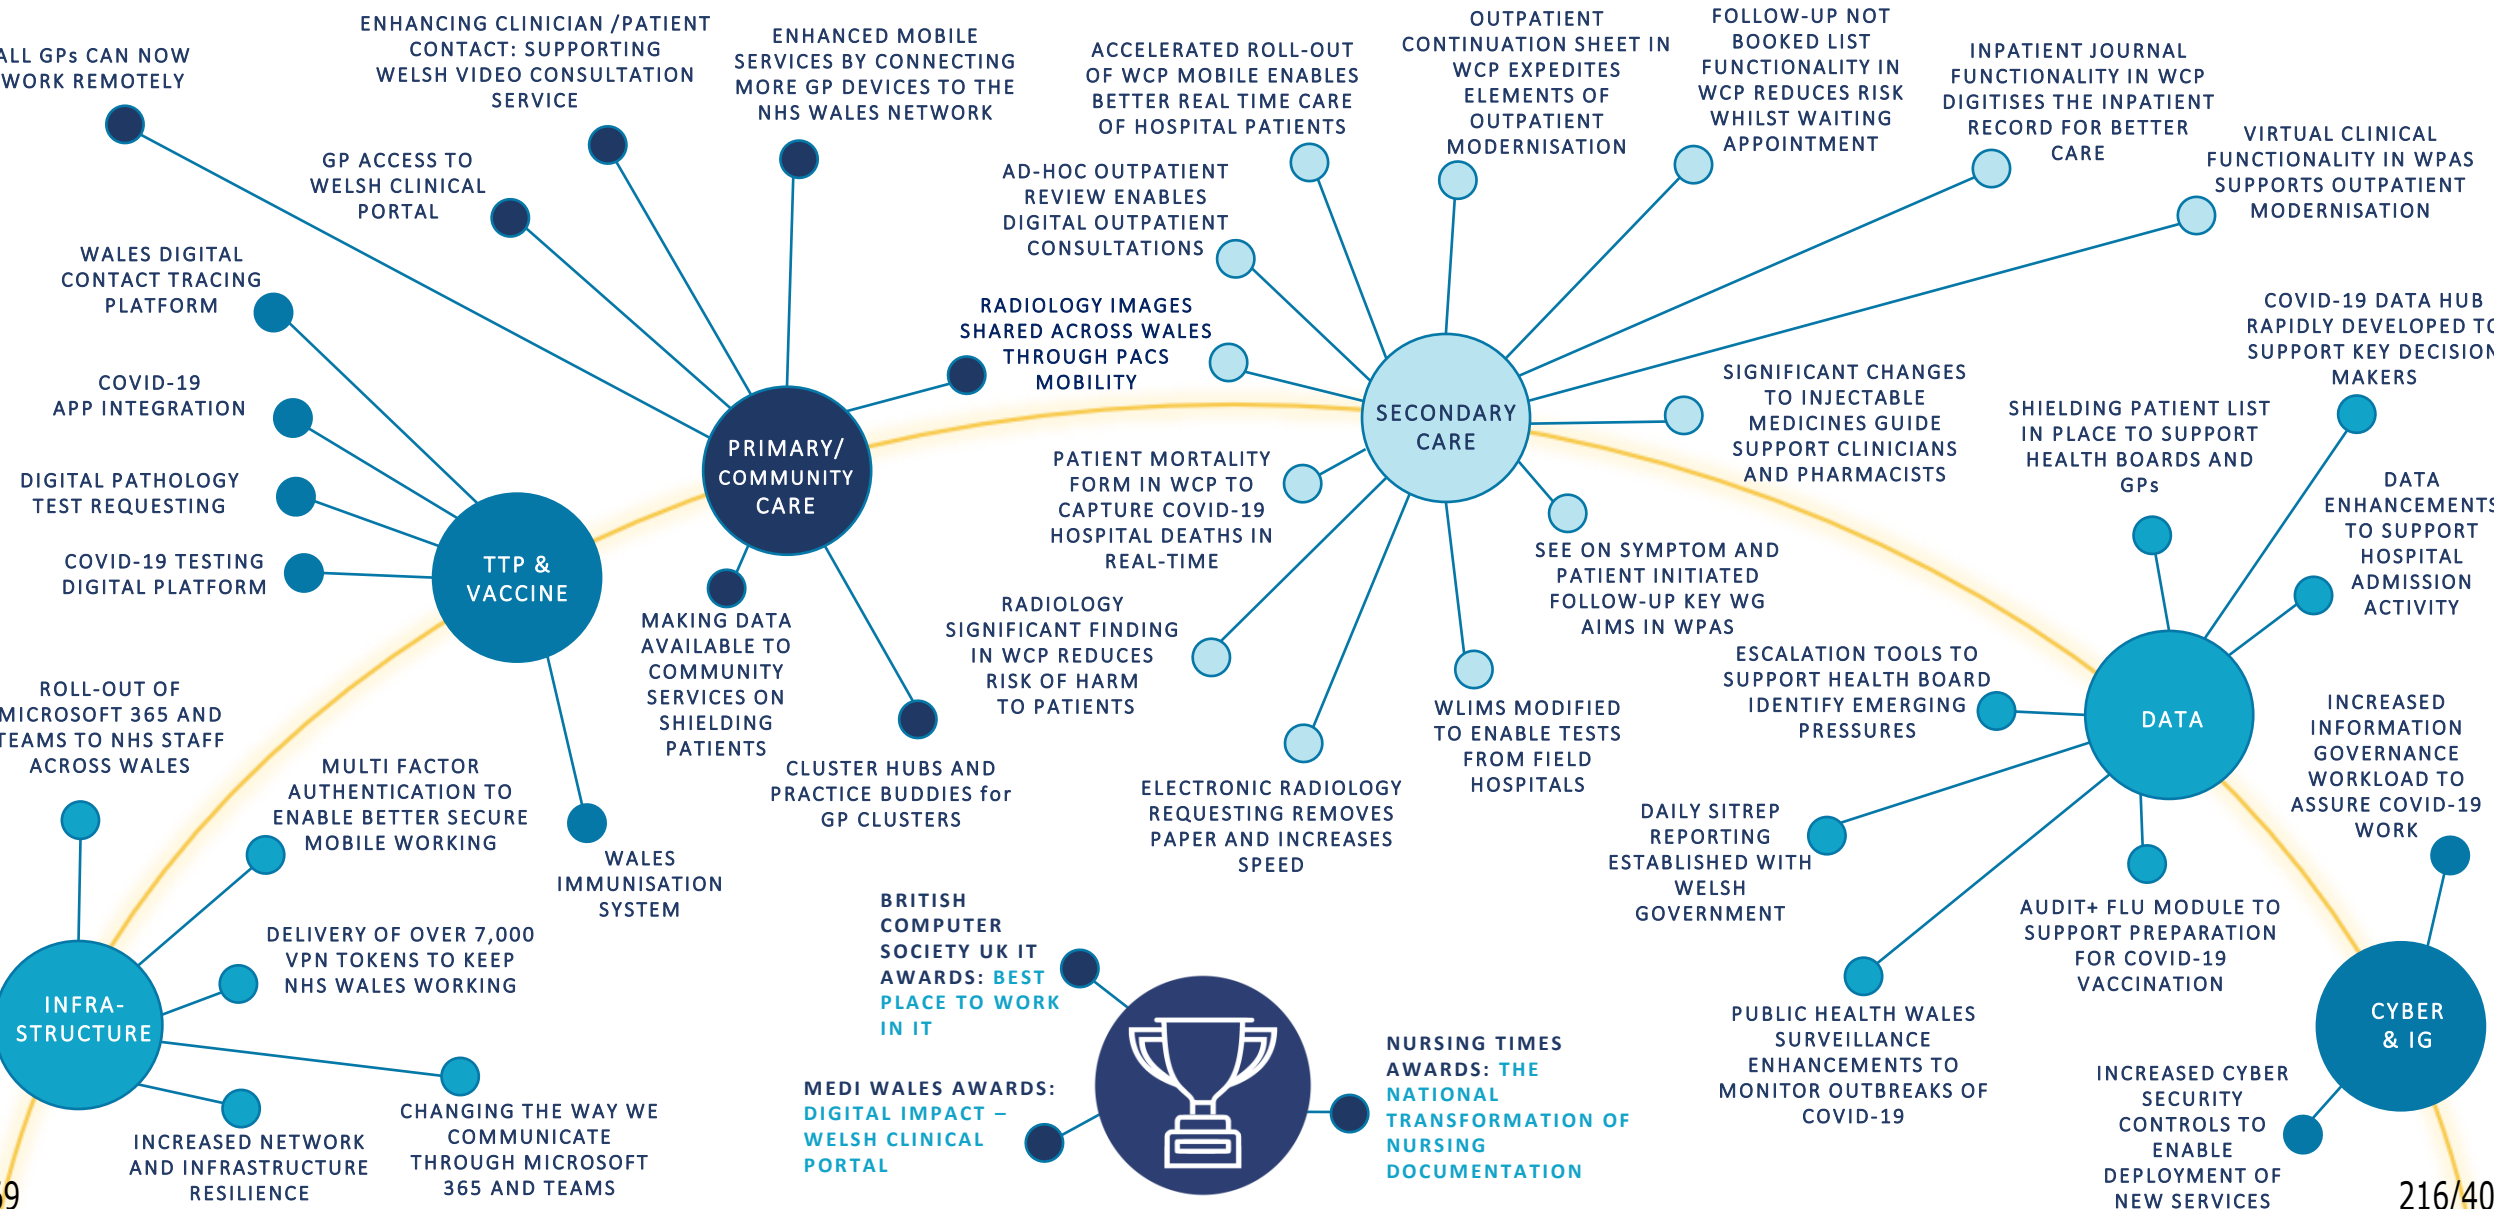 ALL GPs CAN NOW
WORK REMOTELY
ENHANCING CLINICIAN /PATIENT
CONTACT: SUPPORTING
WELSH VIDEO CONSULTATION
SERVICE
GP ACCESS TO
WELSH CLINICAL
PORTAL
ENHANCED MOBILE
SERVICES BY CONNECTING
MORE GP DEVICES TO THE
NHS WALES NETWORK
ACCELERATED ROLL-OUT
OF WCP MOBILE ENABLES
BETTER REAL TIME CARE
OF HOSPITAL PATIENTS
AD-HOC OUTPATIENT
REVIEW ENABLES
DIGITAL OUTPATIENT
CONSULTATIONS
OUTPATIENT
CONTINUATION SHEET IN
WCP EXPEDITES
ELEMENTS OF
OUTPATIENT
MODERNISATION
FOLLOW-UP NOT
BOOKED LIST
FUNCTIONALITY IN
WCP REDUCES RISK
WHILST WAITING
APPOINTMENT
INPATIENT JOURNAL
FUNCTIONALITY IN WCP
DIGITISES THE INPATIENT
RECORD FOR BETTER
CARE
VIRTUAL CLINICAL
FUNCTIONALITY IN WPAS
SUPPORTS OUTPATIENT
MODERNISATION
WALES DIGITAL
CONTACT TRACING
PLATFORM
COVID-19
APP INTEGRATION
DIGITAL PATHOLOGY
TEST REQUESTING
COVID-19 TESTING
DIGITAL PLATFORM
TTP &
VACCINE
PRIMARY/
COMMUNITY
CARE
RADIOLOGY IMAGES
SHARED ACROSS WALES
THROUGH PACS
MOBILITY
SECONDARY
CARE
PATIENT MORTALITY
FORM IN WCP TO
CAPTURE COVID-19
HOSPITAL DEATHS IN
REAL-TIME
SIGNIFICANT CHANGES
TO INJECTABLE
MEDICINES GUIDE
SUPPORT CLINICIANS
AND PHARMACISTS
COVID-19 DATA HUB
RAPIDLY DEVELOPED TO
SUPPORT KEY DECISION
MAKERS
SHIELDING PATIENT LIST
IN PLACE TO SUPPORT
HEALTH BOARDS AND
GPs
DATA
ENHANCEMENTS
TO SUPPORT
HOSPITAL
ADMISSION
ACTIVITY
MAKING DATA
AVAILABLE TO
COMMUNITY
SERVICES ON
SHIELDING
PATIENTS
CLUSTER HUBS AND
PRACTICE BUDDIES for
GP CLUSTERS
RADIOLOGY
SIGNIFICANT FINDING
IN WCP REDUCES
RISK OF HARM
TO PATIENTS
ELECTRONIC RADIOLOGY
REQUESTING REMOVES
PAPER AND INCREASES
SPEED
WLIMS MODIFIED
TO ENABLE TESTS
FROM FIELD
HOSPITALS
SEE ON SYMPTOM AND
PATIENT INITIATED
FOLLOW-UP KEY WG
AIMS IN WPAS
ESCALATION TOOLS TO
SUPPORT HEALTH BOARD
IDENTIFY EMERGING
PRESSURES
DATA
DAILY SITREP
REPORTING
ESTABLISHED WITH
WELSH
GOVERNMENT
INCREASED
INFORMATION
GOVERNANCE
WORKLOAD TO
ASSURE COVID-19
WORK
ROLL-OUT OF
MICROSOFT 365 AND
TEAMS TO NHS STAFF
ACROSS WALES
MULTI FACTOR
AUTHENTICATION TO
ENABLE BETTER SECURE
MOBILE WORKING
WALES
IMMUNISATION
SYSTEM
DELIVERY OF OVER 7,000
VPN TOKENS TO KEEP
NHS WALES WORKING
INFRA-
STRUCTURE
INCREASED NETWORK
AND INFRASTRUCTURE
RESILIENCE
CHANGING THE WAY WE
COMMUNICATE
THROUGH MICROSOFT
365 AND TEAMS
BRITISH
COMPUTER
SOCIETY UK IT
AWARDS: BEST
PLACE TO WORK
IN IT
MEDI WALES AWARDS:
DIGITAL IMPACT –
WELSH CLINICAL
PORTAL
NURSING TIMES
AWARDS: THE
NATIONAL
TRANSFORMATION OF
NURSING
DOCUMENTATION
AUDIT+ FLU MODULE TO
SUPPORT PREPARATION
FOR COVID-19
VACCINATION
PUBLIC HEALTH WALES
SURVEILLANCE
ENHANCEMENTS TO
MONITOR OUTBREAKS OF
COVID-19
CYBER
& IG
INCREASED CYBER
SECURITY
CONTROLS TO
ENABLE
DEPLOYMENT OF
NEW SERVICES
69
216/40